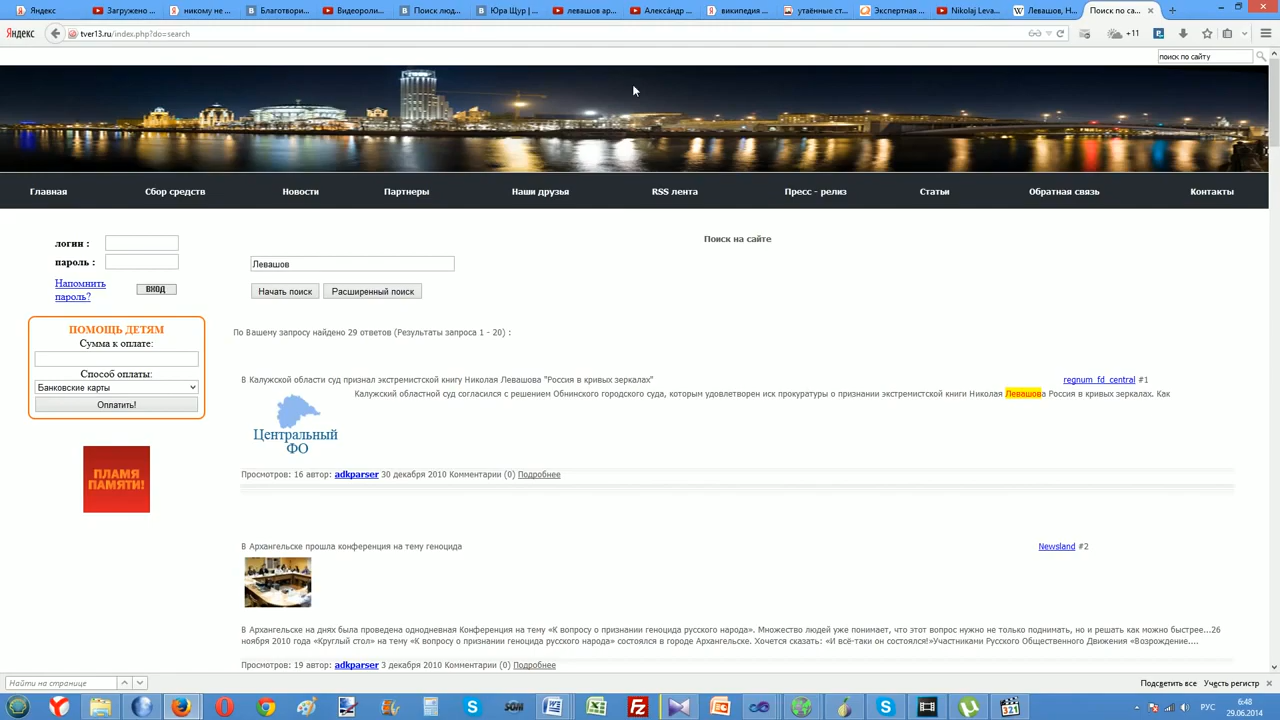 Яндекс
Загружено ...
никому не ...
Благотвори...
Видеороли...
Поиск лю...
Юра Щур | ...
левашов ар...
Алекса́ндр ...
википедия ...
утаённые ст...
Экспертная ...
Nikolaj Leva...
Левашов, Н...
Поиск по са...
tver13.ru/index.php?do=search
+11
поиск по сайту
Главная
Сбор средств
Новости
Партнеры
Наши друзья
RSS лента
Пресс - релиз
Статьи
Обратная связь
Контакты
логин :
пароль :
Напомнить
пароль?
ВХОД
ПОМОЩЬ ДЕТЯМ
Сумма к оплате:
Способ оплаты:
Банковские карты
Оплатить!
ПЛАМЯ
ПАМЯТИ!
Поиск на сайте
Левашов
Начать поиск
Расширенный поиск
По Вашему запросу найдено 29 ответов (Результаты запроса 1 - 20) :
В Калужской области суд признал экстремистской книгу Николая Левашова "Россия в кривых зеркалах"
regnum_fd_central #1
Калужский областной суд согласился с решением Обнинского городского суда, которым удовлетворен иск прокуратуры о признании экстремистской книги Николая Левашова Россия в кривых зеркалах. Как
Центральный
ФО
Просмотров: 16 автор: adkparser 30 декабря 2010 Комментарии (0) Подробнее
В Архангельске прошла конференция на тему геноцида
Newsland #2
В Архангельске на днях была проведена однодневная Конференция на тему «К вопросу о признании геноцида русского народа». Множество людей уже понимает, что этот вопрос нужно не только поднимать, но и решать как можно быстрее...26
ноября 2010 года «Круглый стол» на тему «К вопросу о признании геноцида русского народа» состоялся в городе Архангельске. Хочется сказать: «И всё-таки он состоялся!»Участниками Русского Общественного Движения «Возрождение....
Просмотров: 19 автор: adkparser 3 декабря 2010 Комментарии (0) Подробнее
Найти на странице
Подсветить все
Учесть регистр
РУС
6:48
29.06.2014